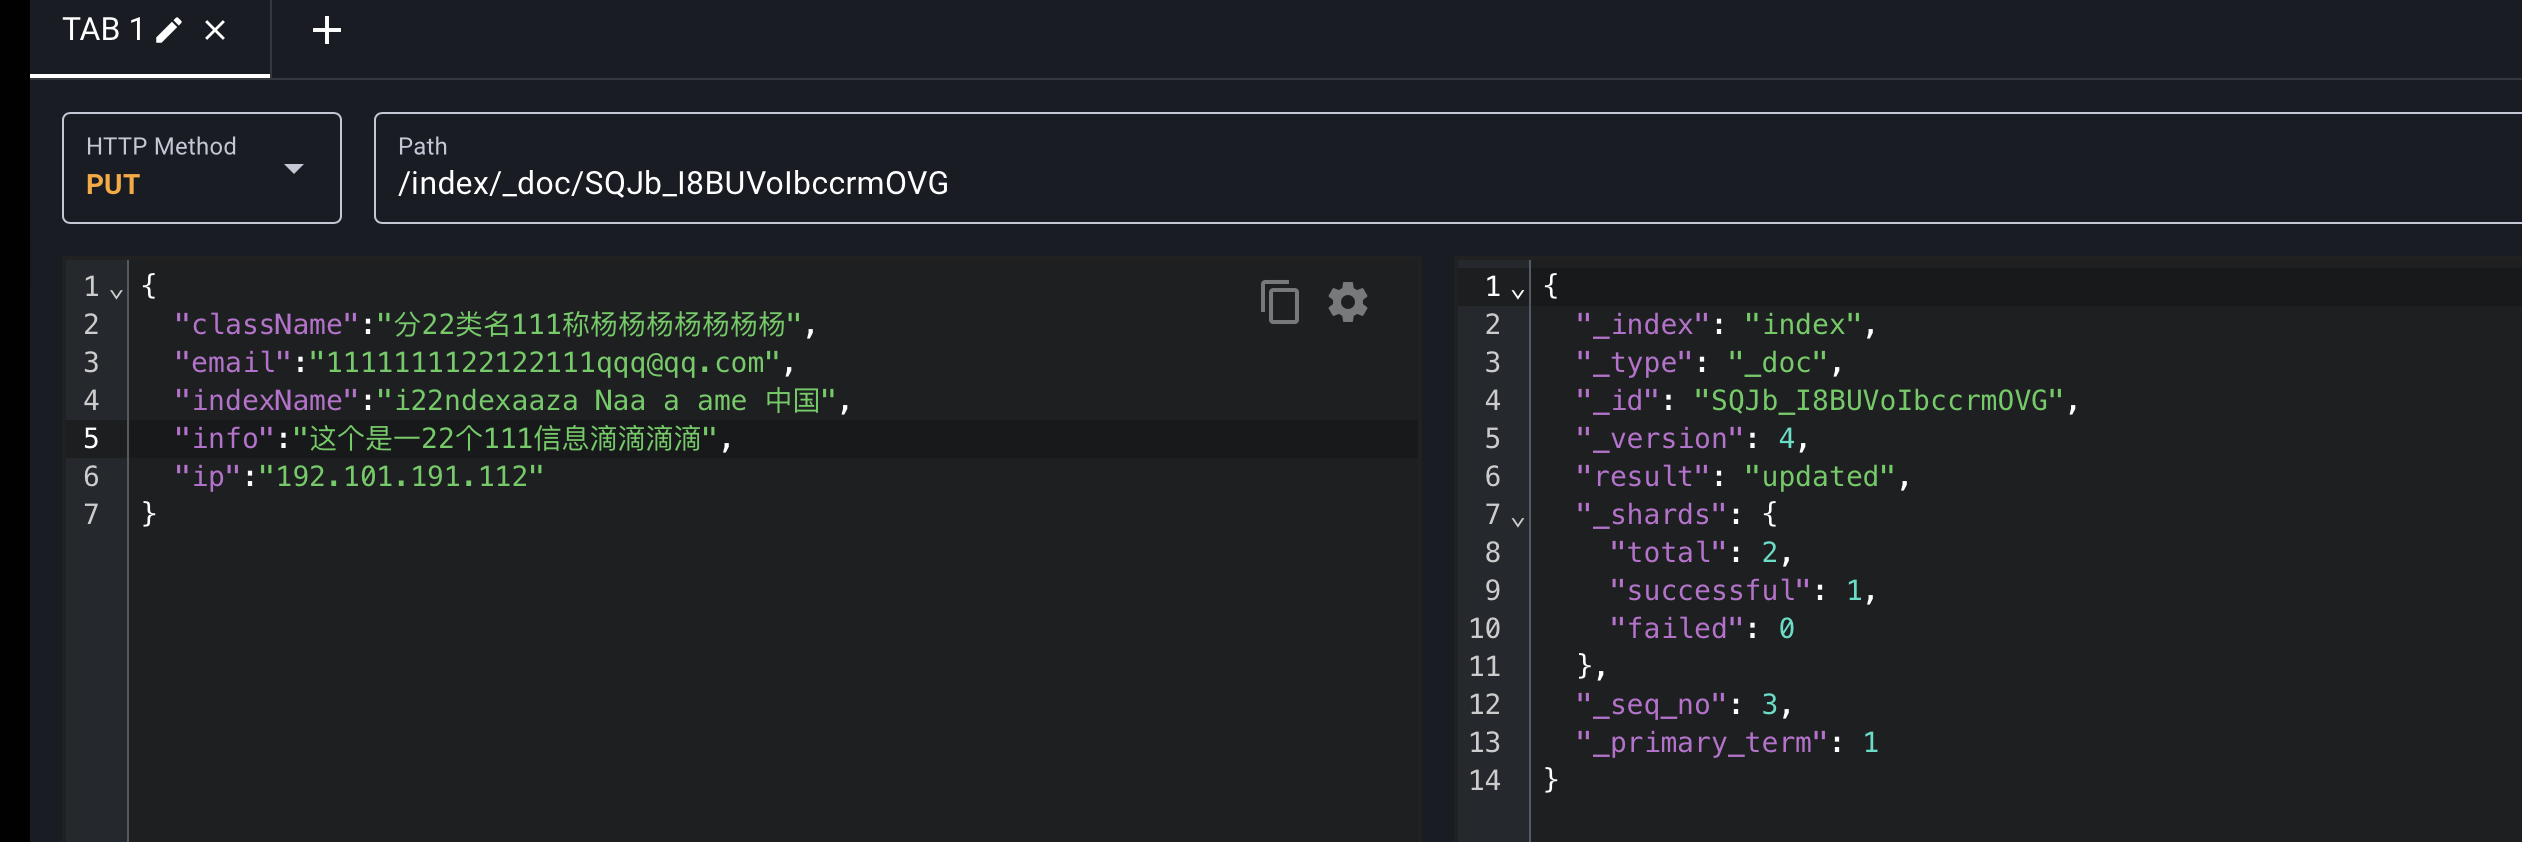 TAB 1
HTTP Method
PUT
Path
/index/_doc/SQJb_I8BUVoIbccrmOVG
1 {
2 "className":"分22类名111称杨杨杨杨杨杨杨",
3 "email":"1111111122122111qqq@qq.com",
4 "indexName":"i22ndexaaza Naa a ame 中国",
5 "info":"这个是一22个111信息滴滴滴滴",
6 "ip":"192.101.191.112"
7 }
1 {
2 "_index": "index",
3 "_type": "_doc",
4 "_id": "SQJb_I8BUVoIbccrmOVG",
5 "_version": 4,
6 "result": "updated",
7 "_shards": {
8 "total": 2,
9 "successful": 1,
10 "failed": 0
11 },
12 "_seq_no": 3,
13 "_primary_term": 1
14 }